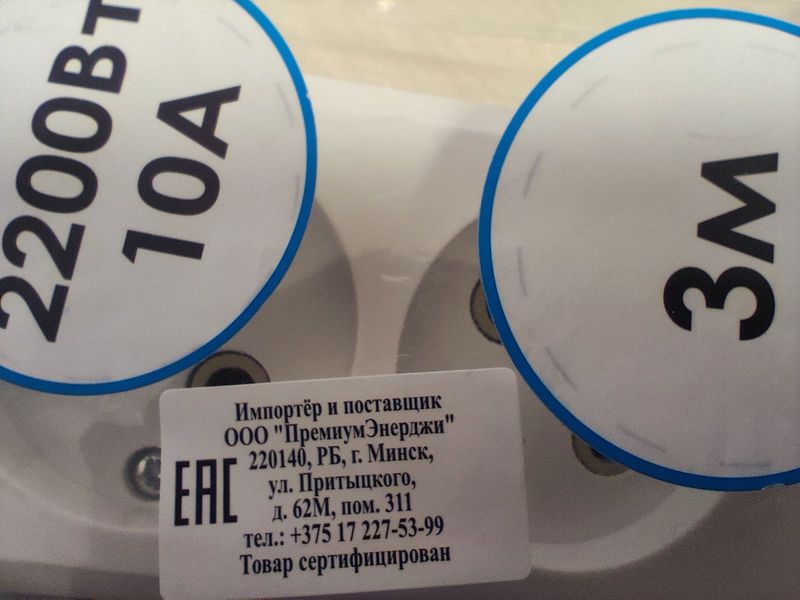 2200Вт
10А
3м
Импортёр и поставщик
ООО "ПремиумЭнерджи"
220140, РБ, г. Минск,
ул. Притыцкого,
д. 62М, пом. 311
тел.: +375 17 227-53-99
Товар сертифицирован
ЕАС